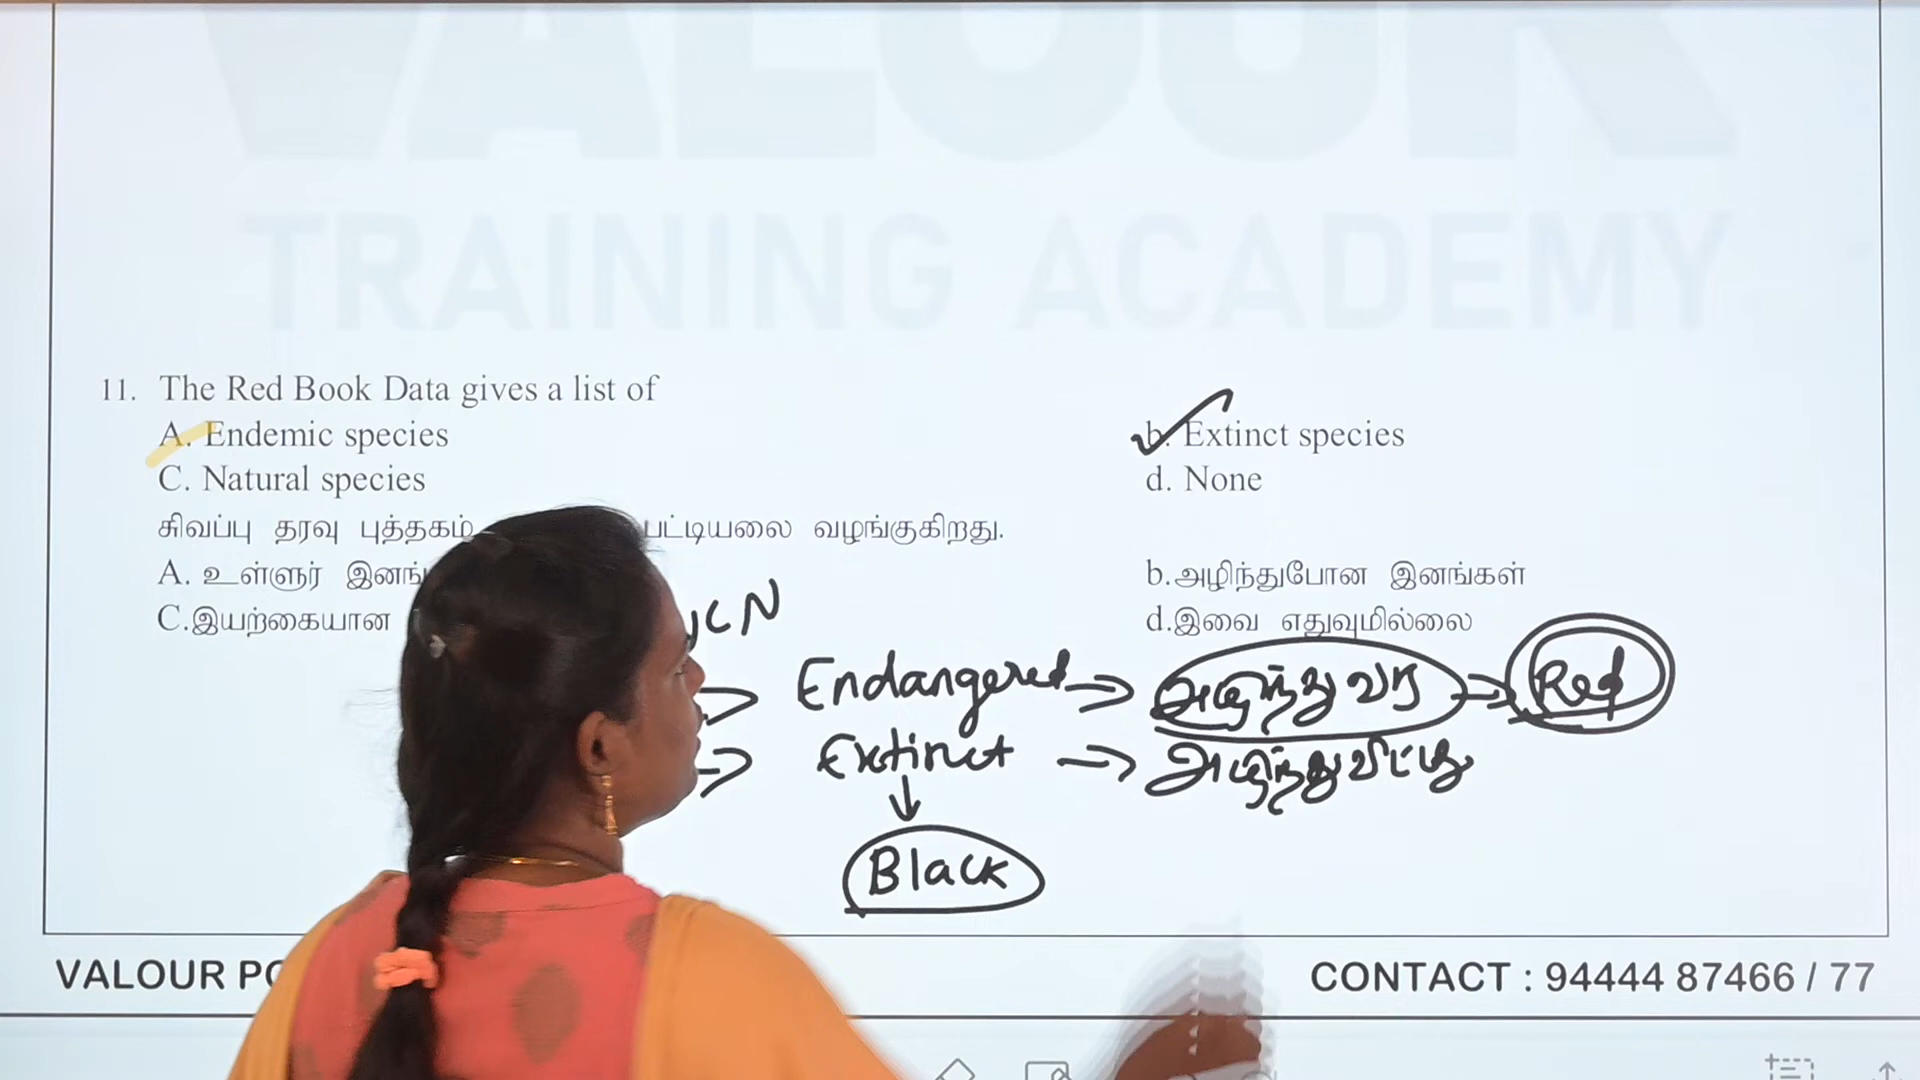 VALOUR
TRAINING ACADEMY
11. The Red Book Data gives a list of
A. Endemic species
b. Extinct species
C. Natural species
d. None
சிவப்பு தரவு புத்தகம் பட்டியலை வழங்குகிறது.
A. உள்ளுர்
b.அழிந்துபோன இனங்கள்
C.இயற்கையான
d.இவை எதுவுமில்லை
Endangered → அழிந்து வர → Red
Extinct → அழிந்துவிட்டது
Black
VALOUR
CONTACT : 94444 87466 / 77